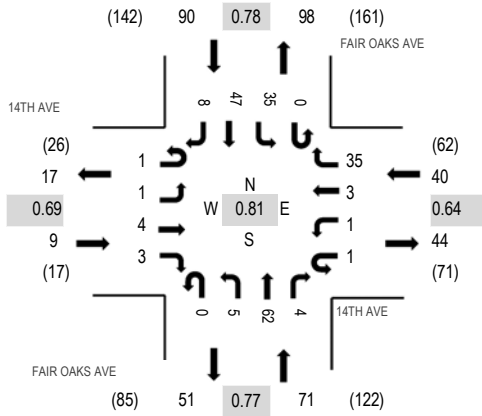 (142) 90 0.78 98 (161)
FAIR OAKS AVE
14TH AVE
8 47 35 0
(26) (62)
17 1 35 40
0.69 1 N 3 0.64
W 0.81 E
9 4 S 1 44
3 1
(17) (71)
0 5 62 4
14TH AVE
FAIR OAKS AVE
(85) 51 0.77 71 (122)